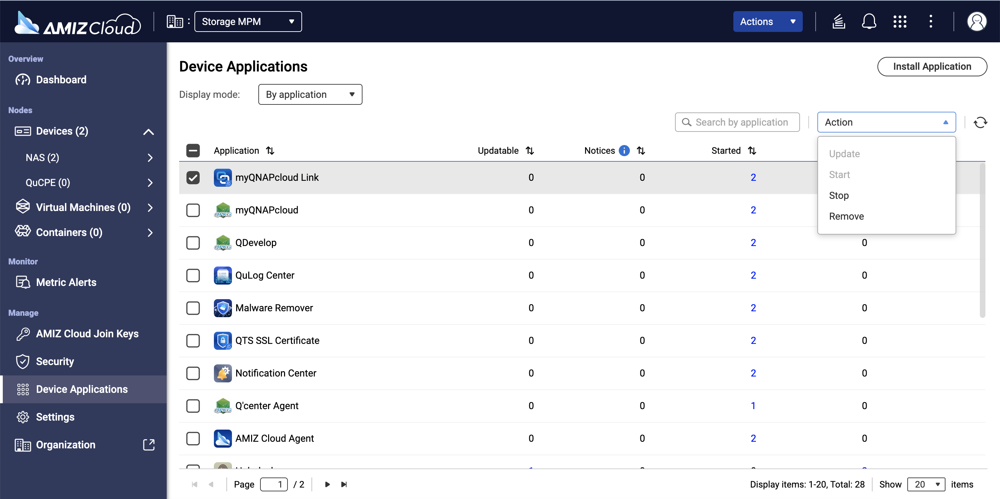 AMIZCloud
: Storage MPM
Actions
Overview
Dashboard
Nodes
Devices (2)
NAS (2)
QuCPE (0)
Virtual Machines (0)
Containers (0)
Monitor
Metric Alerts
Manage
AMIZ Cloud Join Keys
Security
Device Applications
Settings
Organization
Device Applications
Install Application
Display mode: By application
Search by application
Action
Update
Start
Stop
Remove
Application Updatable Notices i Started
myQNAPcloud Link 0 0 2
QPKG myQNAPcloud 0 0 2
QPKG QDevelop 0 0 2 0
QuLog Center 0 0 2 0
Malware Remover 0 0 2 0
QTS SSL Certificate 0 0 2 0
Notification Center 0 0 2 0
QPKG Q'center Agent 0 0 1 0
AMIZ Cloud Agent 0 0 2 0
Page 1 / 2
Display items: 1-20, Total: 28 Show 20 items